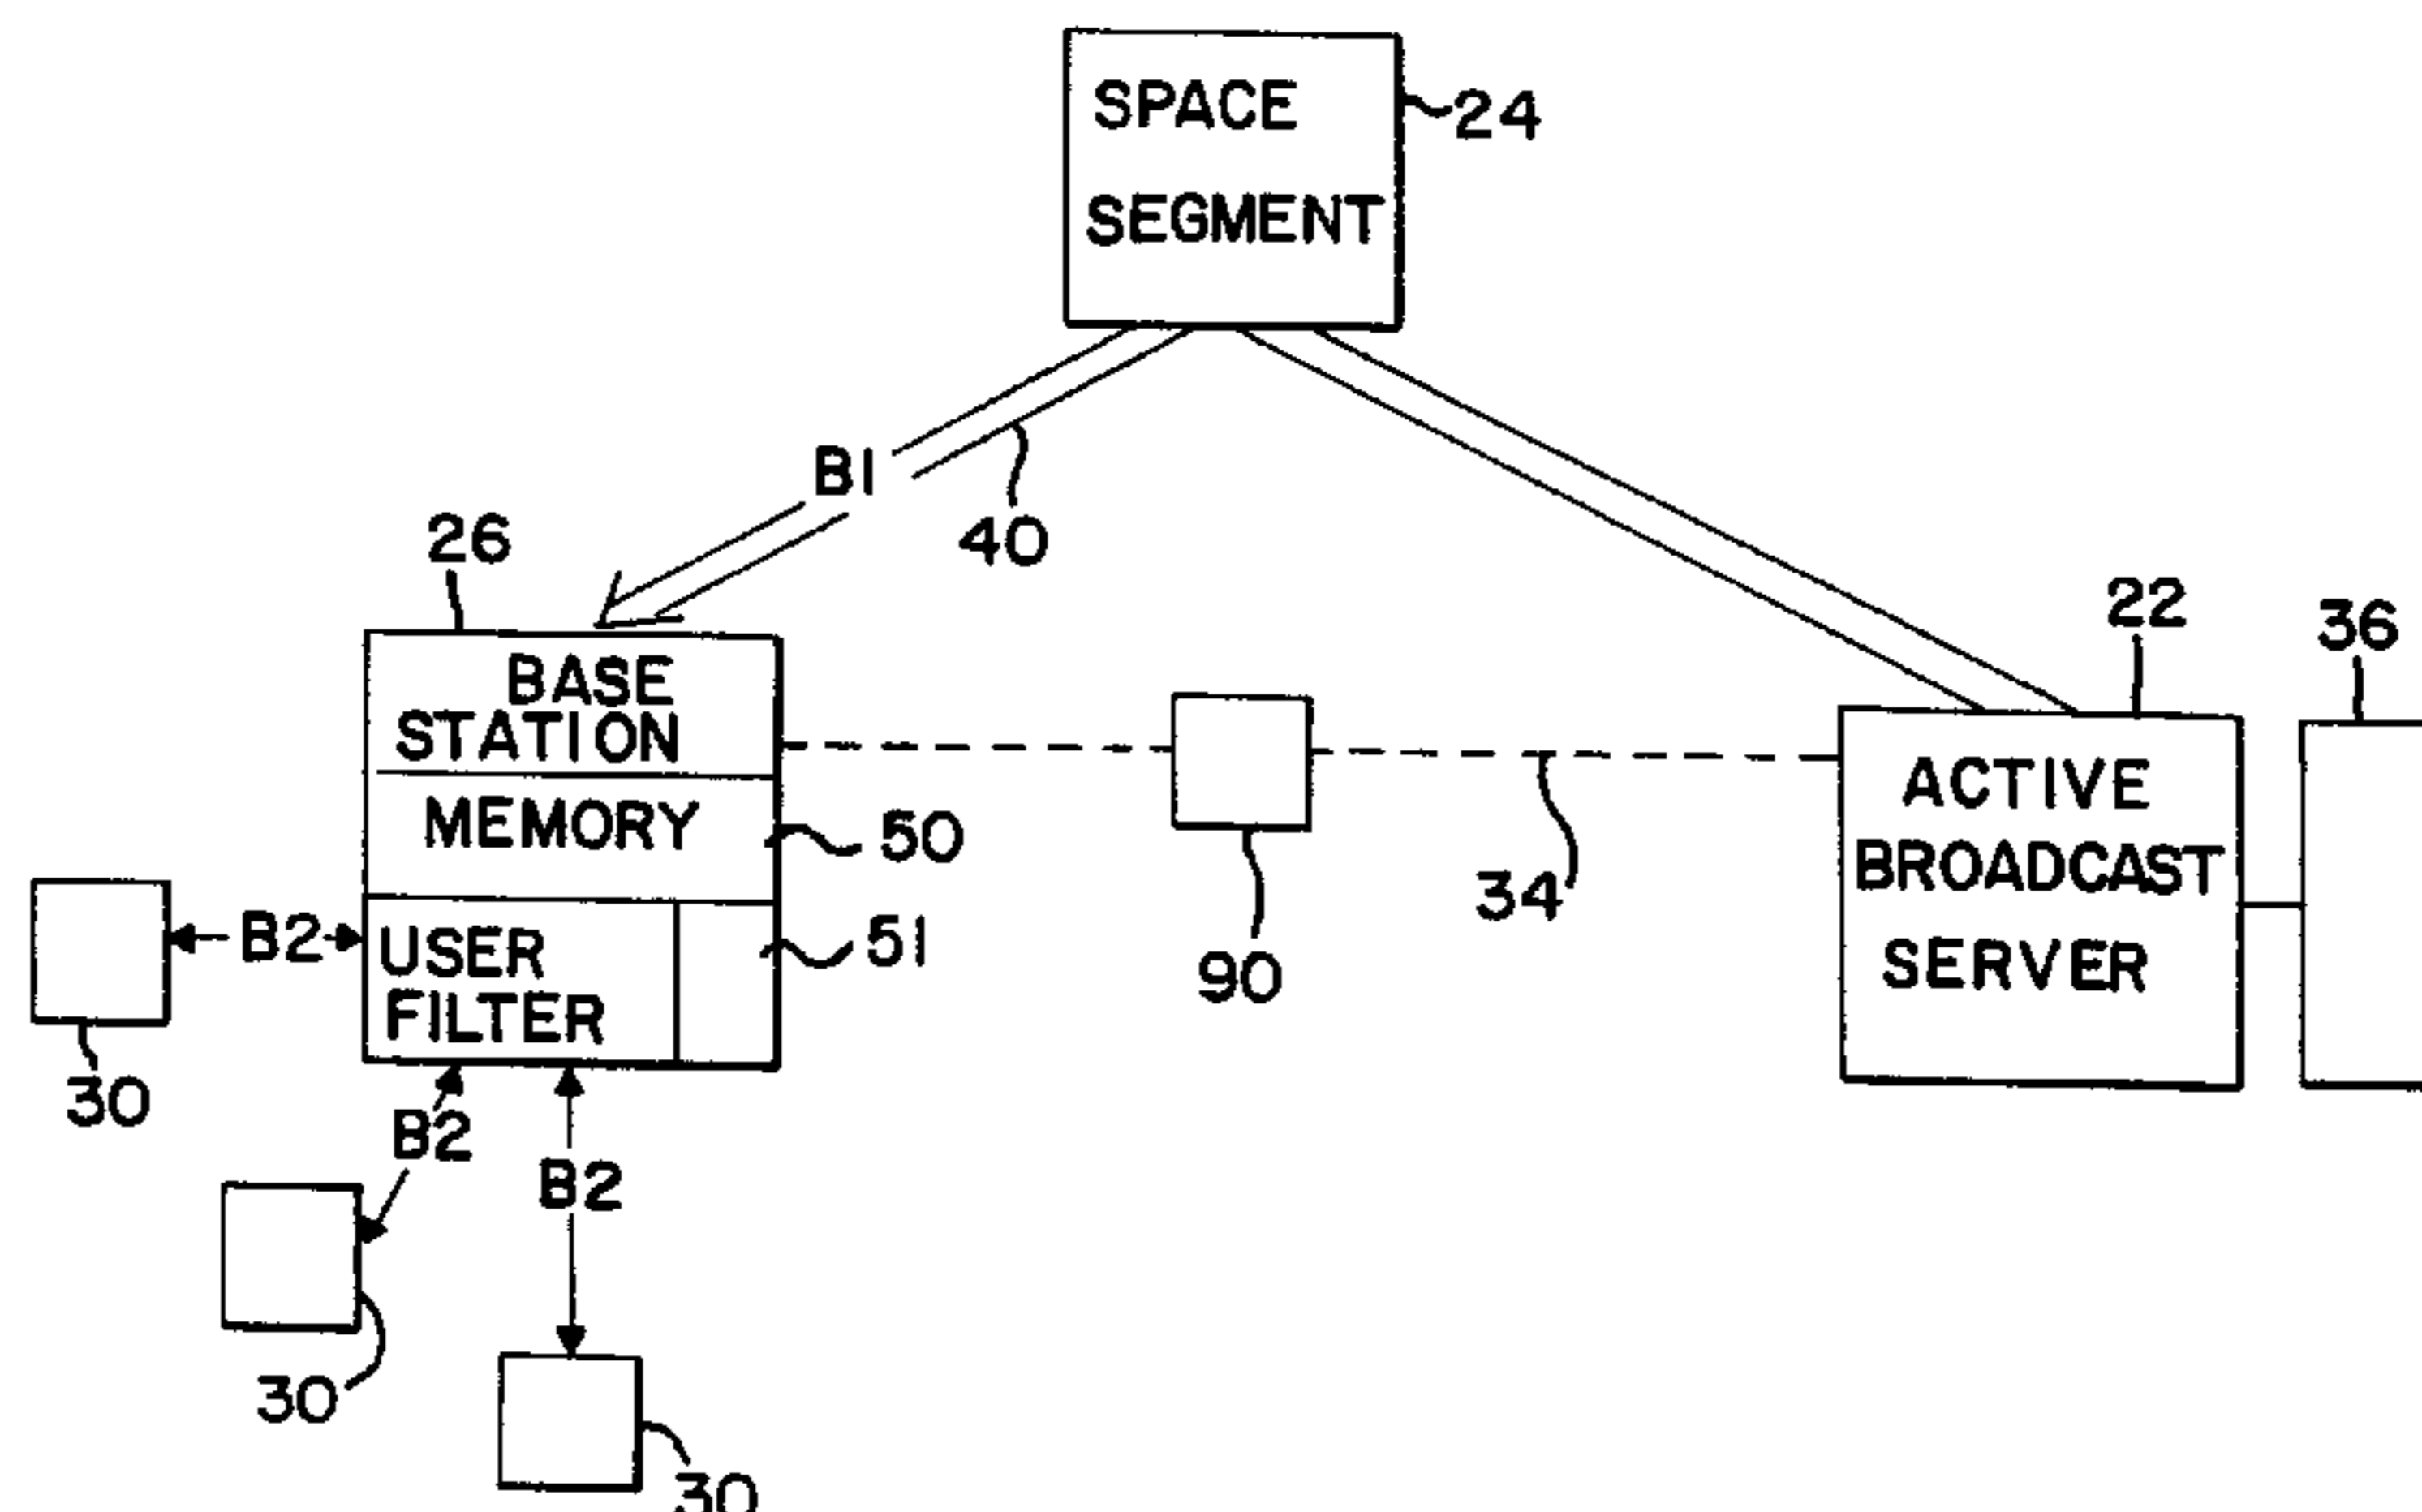 SPACE
SEGMENT
24
B1
40
26
22
36
BASE
STATION
MEMORY
50
USER
FILTER
51
90
34
ACTIVE
BROADCAST
SERVER
B2
30
B2
B2
30
30